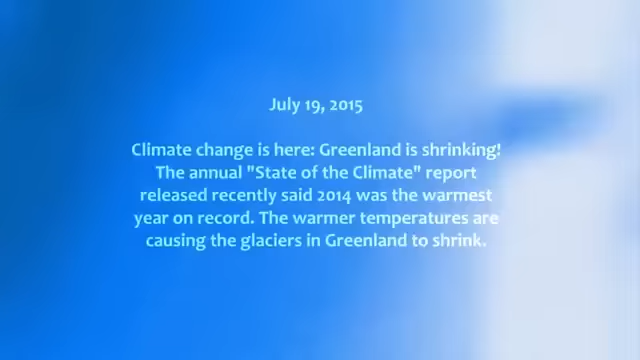 July 19, 2015
Climate change is here: Greenland is shrinking!
The annual "State of the Climate" report
released recently said 2014 was the warmest
year on record. The warmer temperatures are
causing the glaciers in Greenland to shrink.